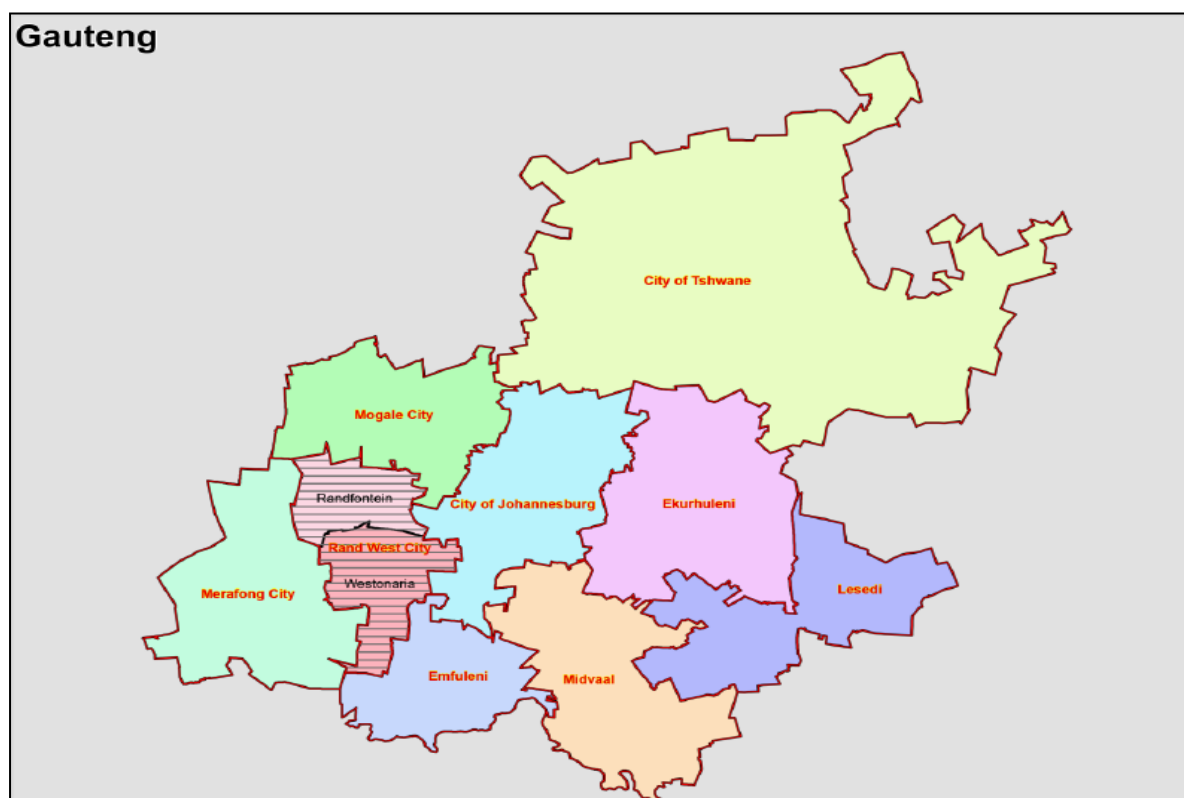 Gauteng
City of Tshwane
Mogale City
Randfontein
City of Johannesburg
Ekurhuleni
Rand West City
Westonaria
Merafong City
Lesedi
Emfuleni
Midvaal